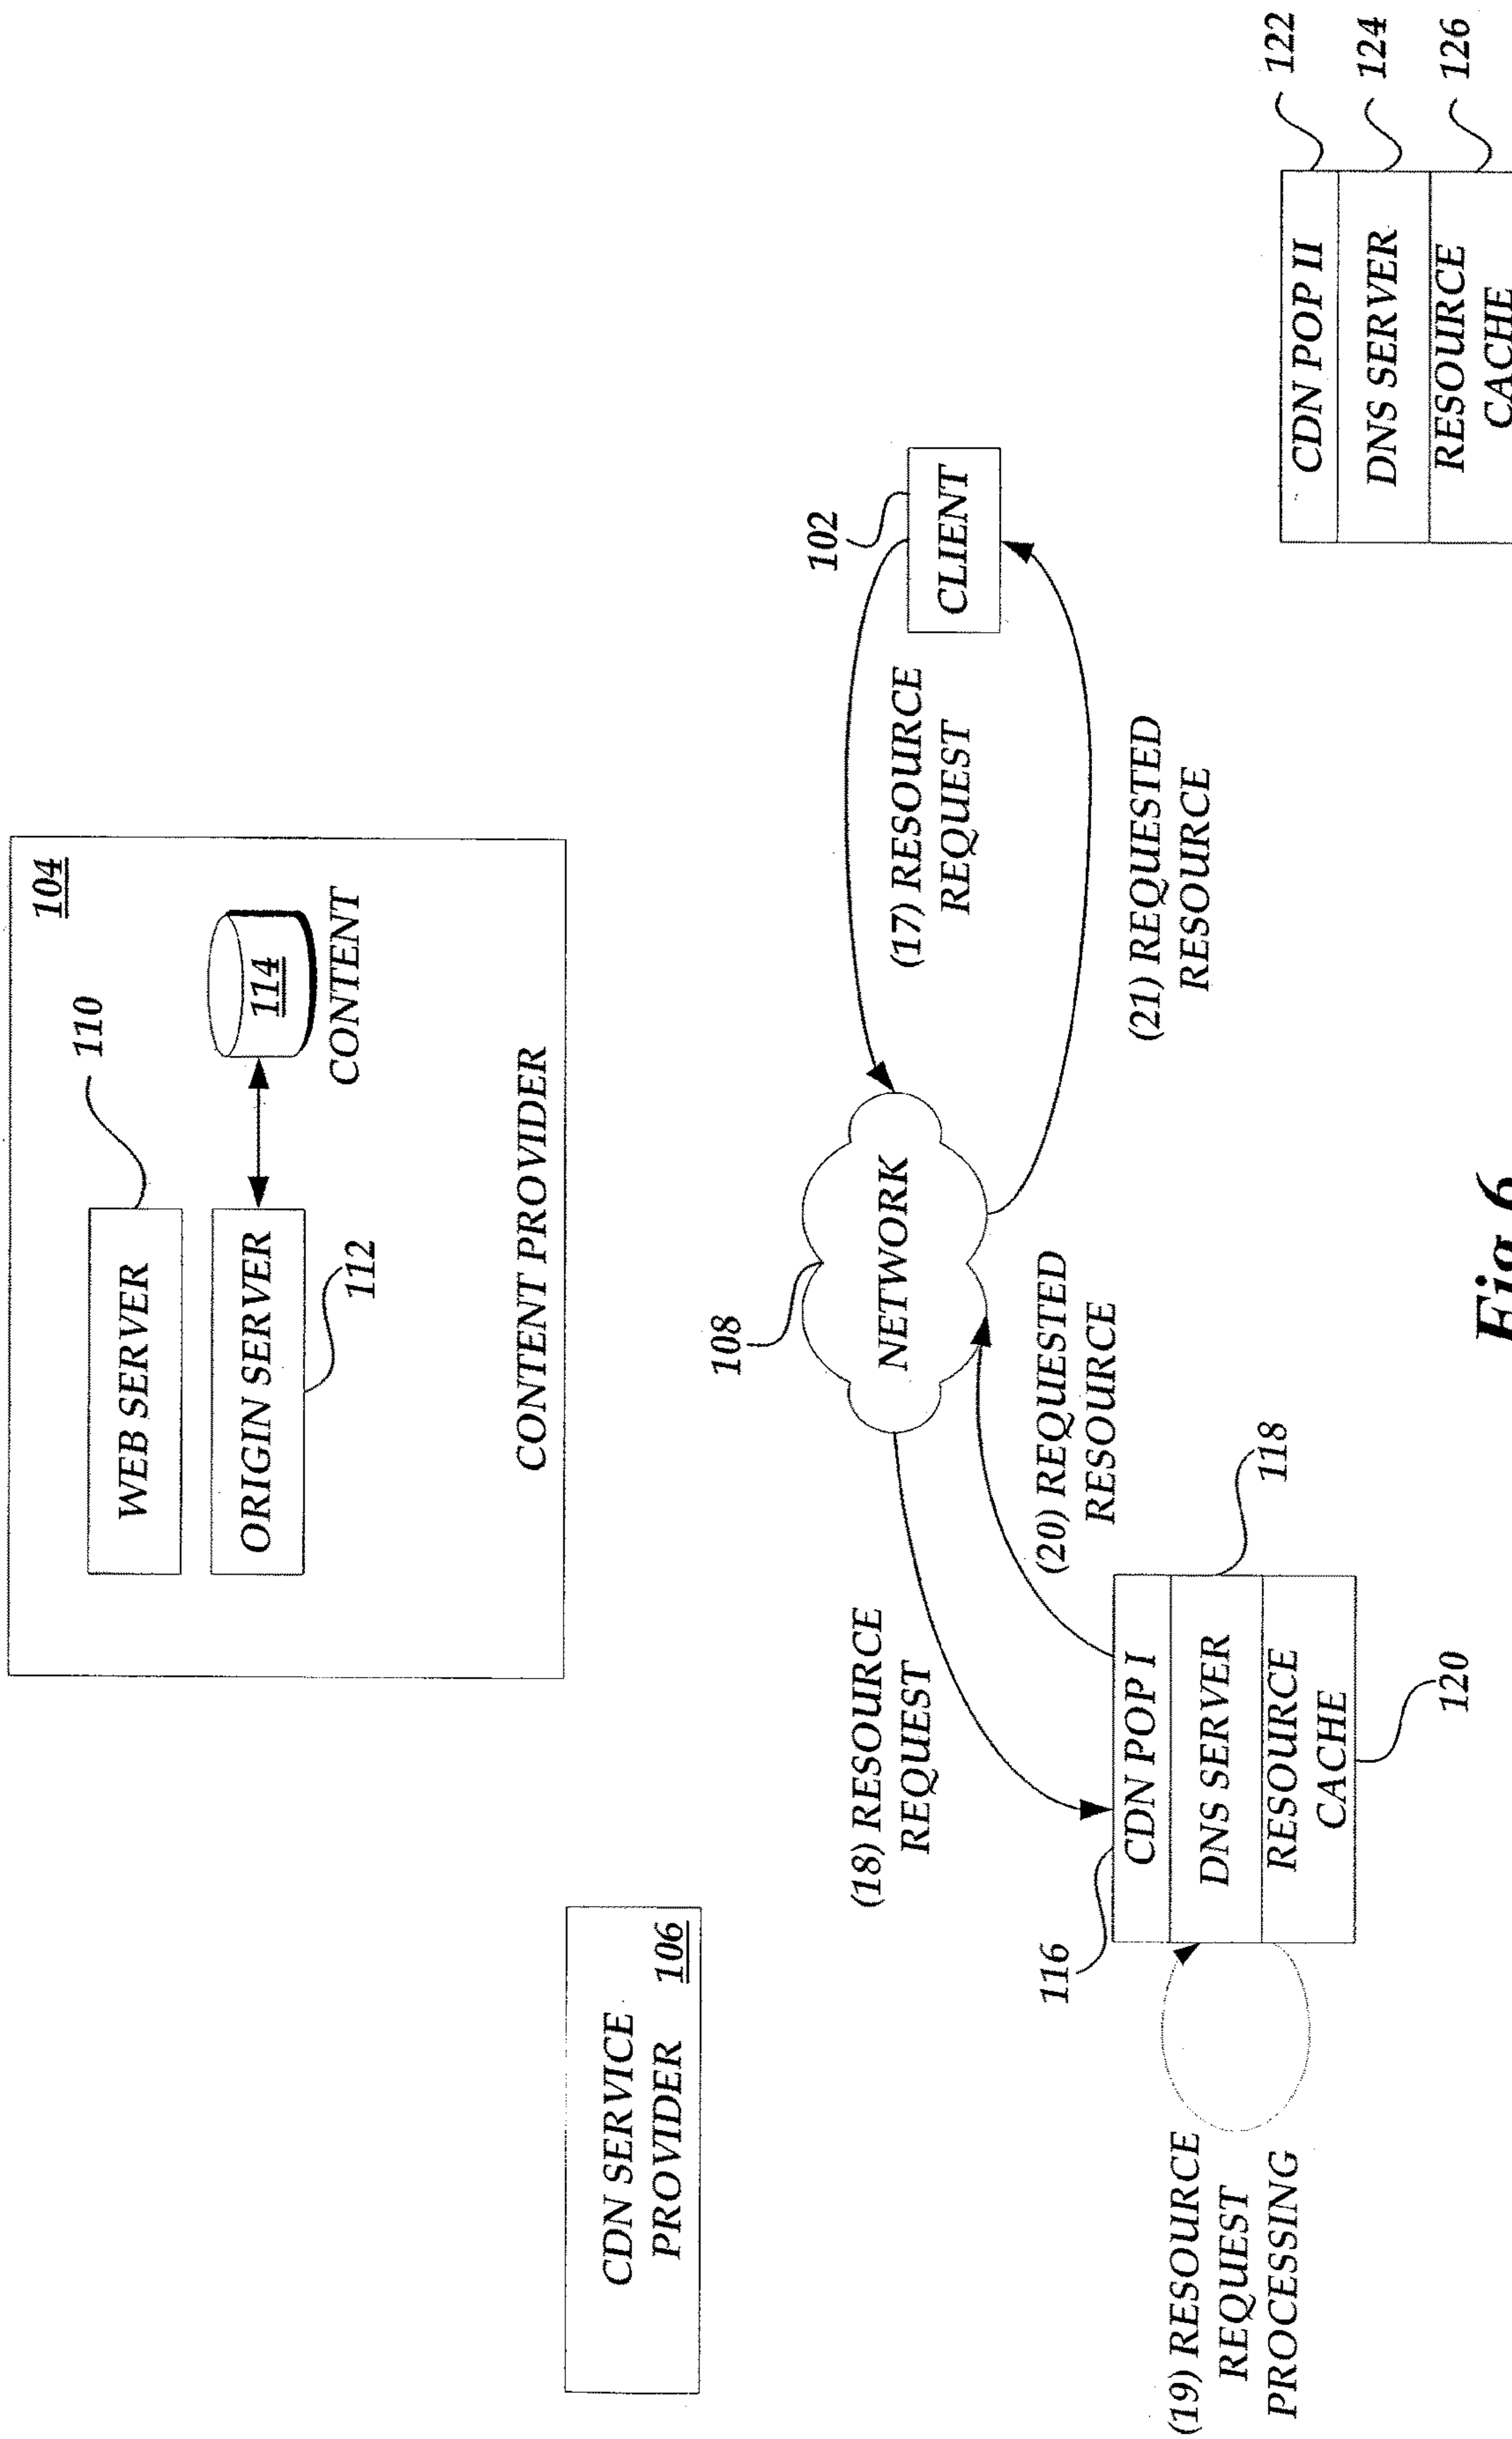 104
110
WEB SERVER
ORIGIN SERVER
114
CONTENT
112
CONTENT PROVIDER
CDN SERVICE
PROVIDER
106
108
NETWORK
102
CLIENT
(17) RESOURCE
REQUEST
(18) RESOURCE
REQUEST
(20) REQUESTED
RESOURCE
(21) REQUESTED
RESOURCE
116
CDN POP I
DNS SERVER
RESOURCE
CACHE
118
120
(19) RESOURCE
REQUEST
PROCESSING
CDN POP II
DNS SERVER
RESOURCE
CACHE
122
124
126
Fig.6